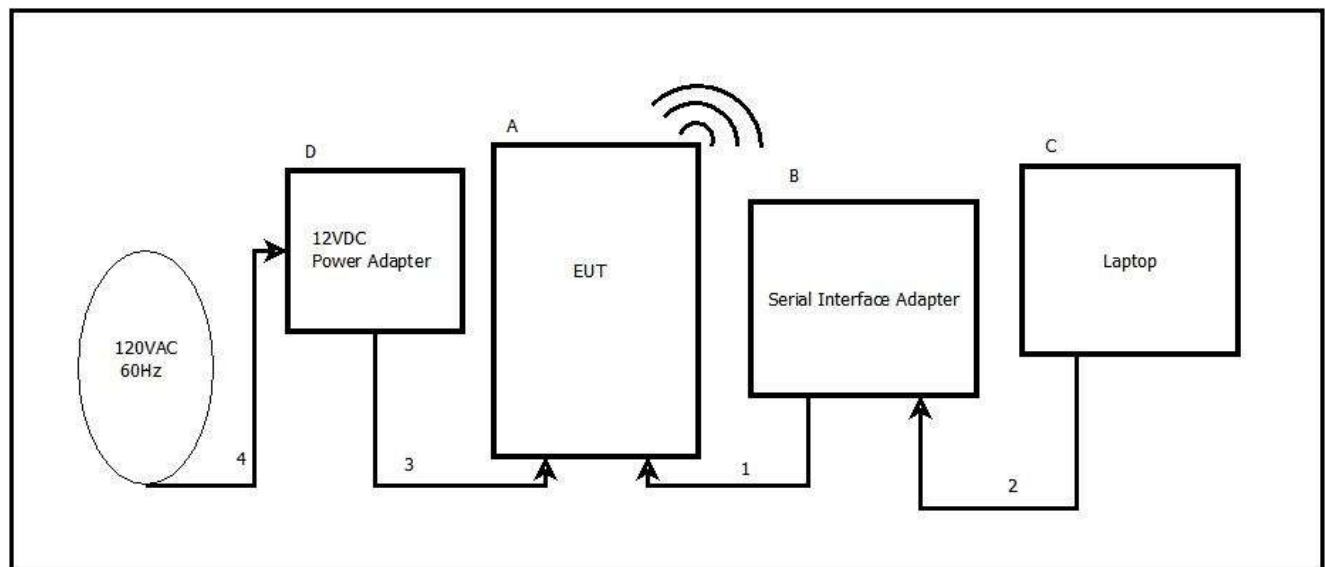 A
D
C
B
12VDC
Power Adapter
EUT
Laptop
Serial Interface Adapter
120VAC
60Hz
4
3
1
2